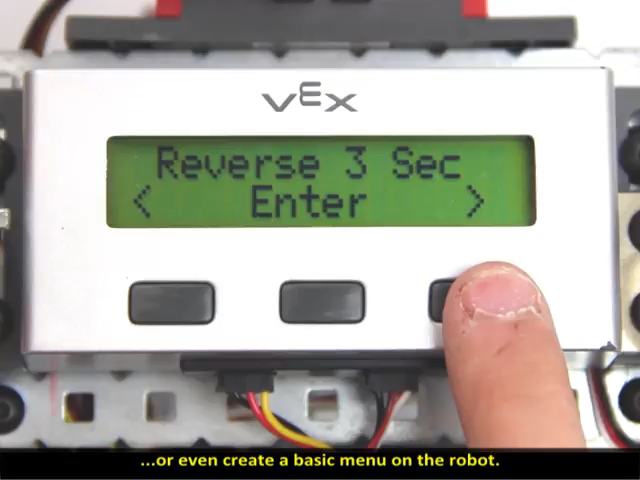 VEX
Reverse 3 Sec
< Enter >
...or even create a basic menu on the robot.